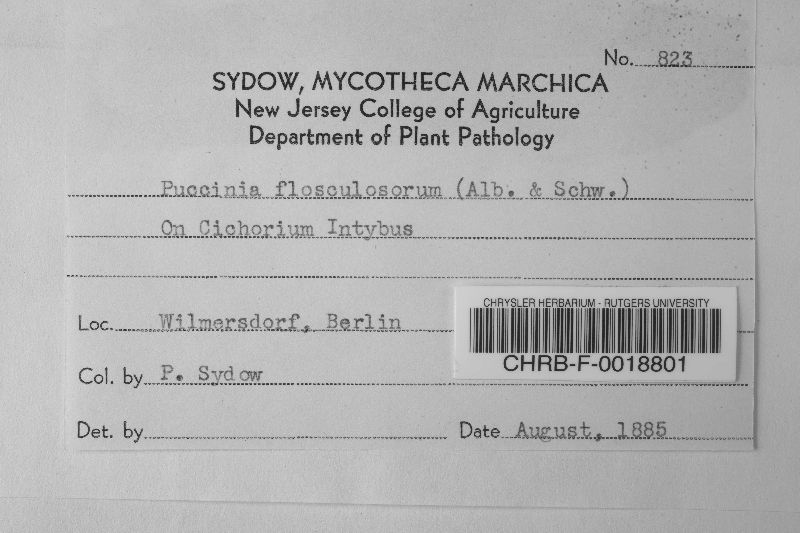 No. 823
SYDOW, MYCOTHECA MARCHICA
New Jersey College of Agriculture
Department of Plant Pathology
Puccinia flosculosorum (Alb. & Schw.)
On Cichorium Intybus
CHRYSLER HERBARIUM - RUTGERS UNIVERSITY
Loc. Wilmersdorf, Berlin
CHRB-F-0018801
Col. by P. Sydow
Det. by
Date August, 1885